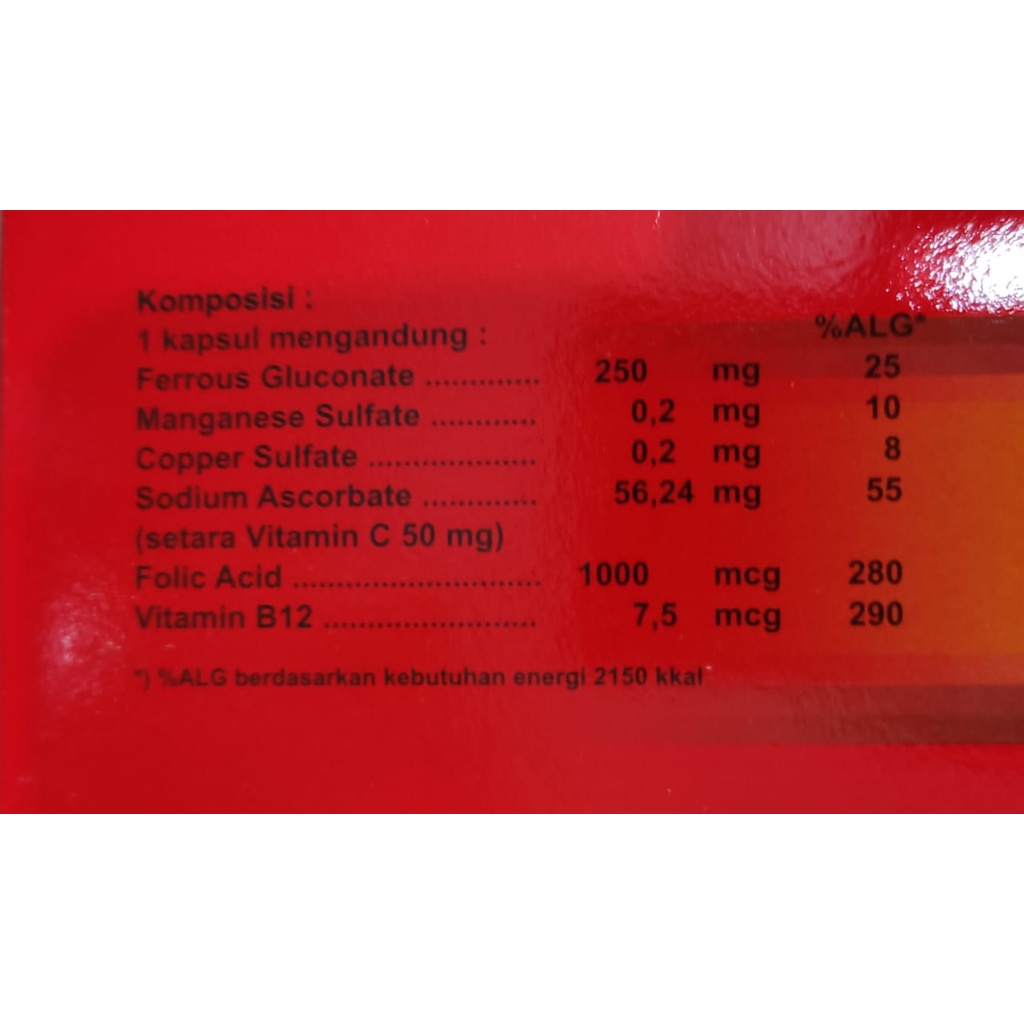 Komposisi :
1 kapsul mengandung : %ALG*
Ferrous Gluconate ............. 250 mg 25
Manganese Sulfate ............ 0,2 mg 10
Copper Sulfate ................... 0,2 mg 8
Sodium Ascorbate ............. 56,24 mg 55
(setara Vitamin C 50 mg)
Folic Acid ............................ 1000 mcg 280
Vitamin B12 ........................ 7,5 mcg 290
*) %ALG berdasarkan kebutuhan energi 2150 kkal